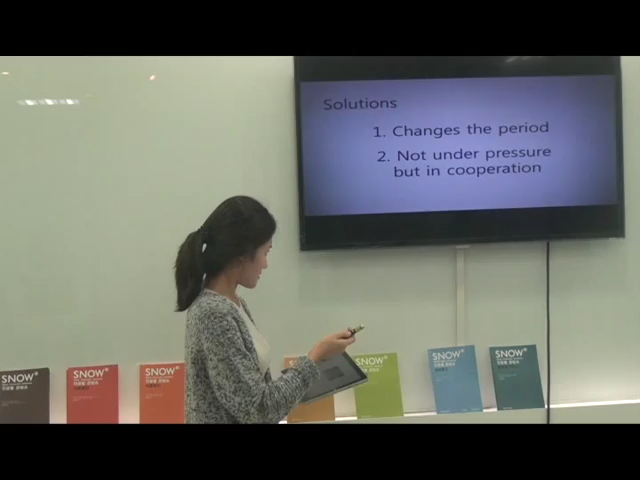 Solutions
1. Changes the period
2. Not under pressure
but in cooperation
SNOW
SNOW
SNOW
SNOW
SNOW
SNOW